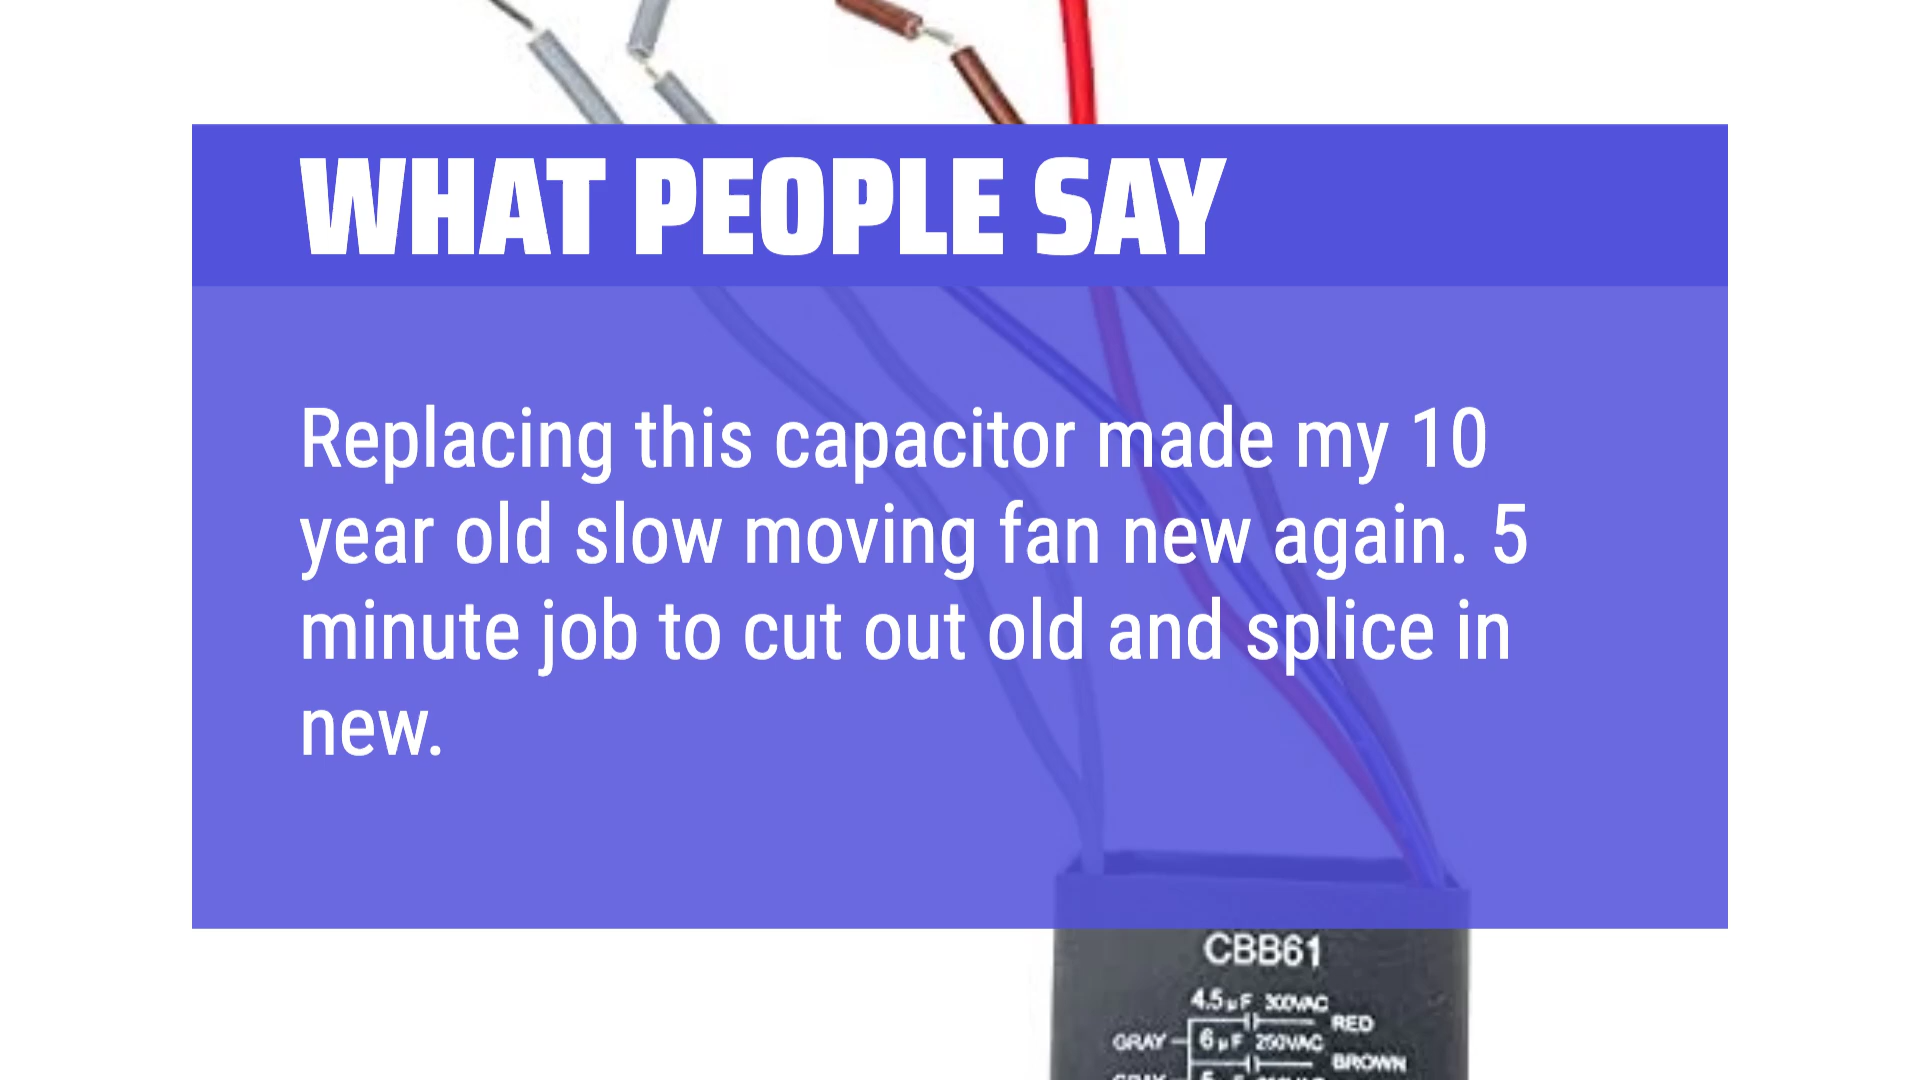 WHAT PEOPLE SAY
Replacing this capacitor made my 10
year old slow moving fan new again. 5
minute job to cut out old and splice in
new.
CBB61
4.5μF 300VAC
RED
GRAY 6μF 250VAC
BROWN